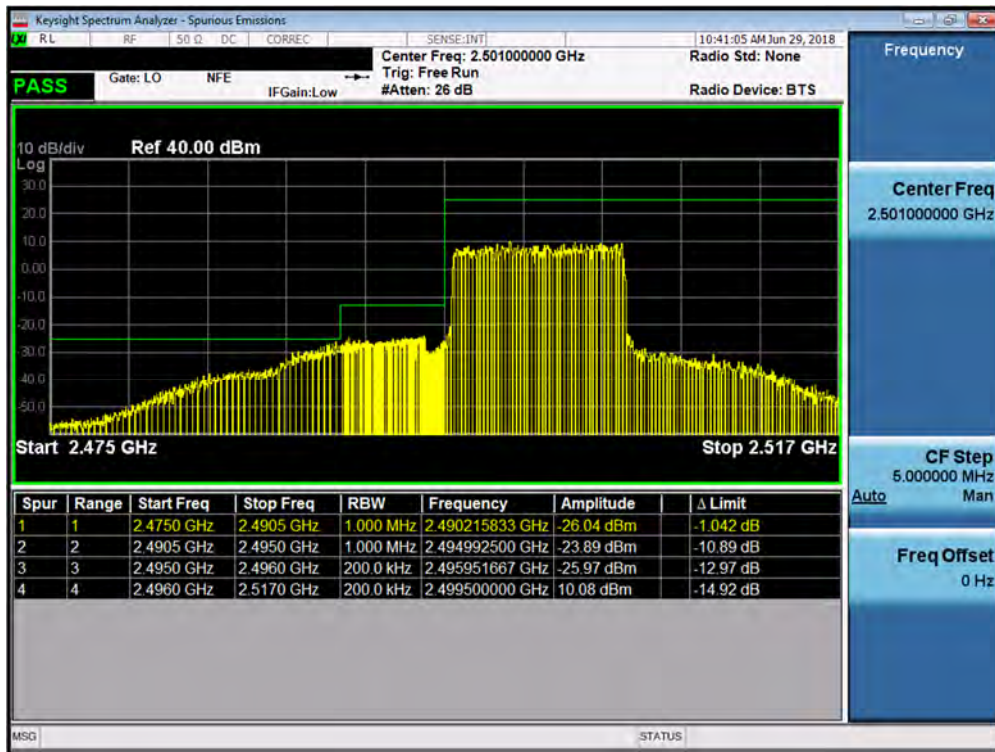 Keysight Spectrum Analyzer - Spurious Emissions
LXI RL RF 50 Ω DC CORREC SENSE:INT 10:41:05 AM Jun 29, 2018
Center Freq: 2.501000000 GHz Radio Std: None
PASS Gate: LO NFE Trig: Free Run
IFGain:Low #Atten: 26 dB Radio Device: BTS
10 dB/div Ref 40.00 dBm
Log
30.0
20.0
10.0
0.00
-10.0
-20.0
-30.0
-40.0
-50.0
Start 2.475 GHz Stop 2.517 GHz
Spur Range Start Freq Stop Freq RBW Frequency Amplitude Δ Limit
1 1 2.4750 GHz 2.4905 GHz 1.000 MHz 2.490215833 GHz -26.04 dBm -1.042 dB
2 2 2.4905 GHz 2.4950 GHz 1.000 MHz 2.494992500 GHz -23.89 dBm -10.89 dB
3 3 2.4950 GHz 2.4960 GHz 200.0 kHz 2.495951667 GHz -25.97 dBm -12.97 dB
4 4 2.4960 GHz 2.5170 GHz 200.0 kHz 2.499500000 GHz 10.08 dBm -14.92 dB
MSG STATUS
Frequency
Center Freq
2.501000000 GHz
CF Step
5.000000 MHz
Auto Man
Freq Offset
0 Hz